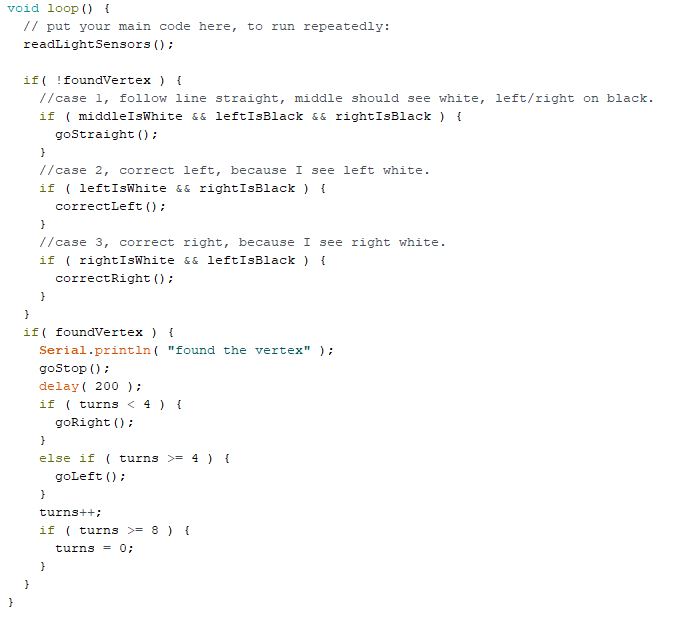 void loop() {
  // put your main code here, to run repeatedly:
  readLightSensors();

  if( !foundVertex ) {
    //case 1, follow line straight, middle should see white, left/right on black.
    if ( middleIsWhite && leftIsBlack && rightIsBlack ) {
      goStraight();
    }
    //case 2, correct left, because I see left white.
    if ( leftIsWhite && rightIsBlack ) {
      correctLeft();
    }
    //case 3, correct right, because I see right white.
    if ( rightIsWhite && leftIsBlack ) {
      correctRight();
    }
  }
  if( foundVertex ) {
    Serial.println( "found the vertex" );
    goStop();
    delay( 200 );
    if ( turns < 4 ) {
      goRight();
    }
    else if ( turns >= 4 ) {
      goLeft();
    }
    turns++;
    if ( turns >= 8 ) {
      turns = 0;
    }
  }
}